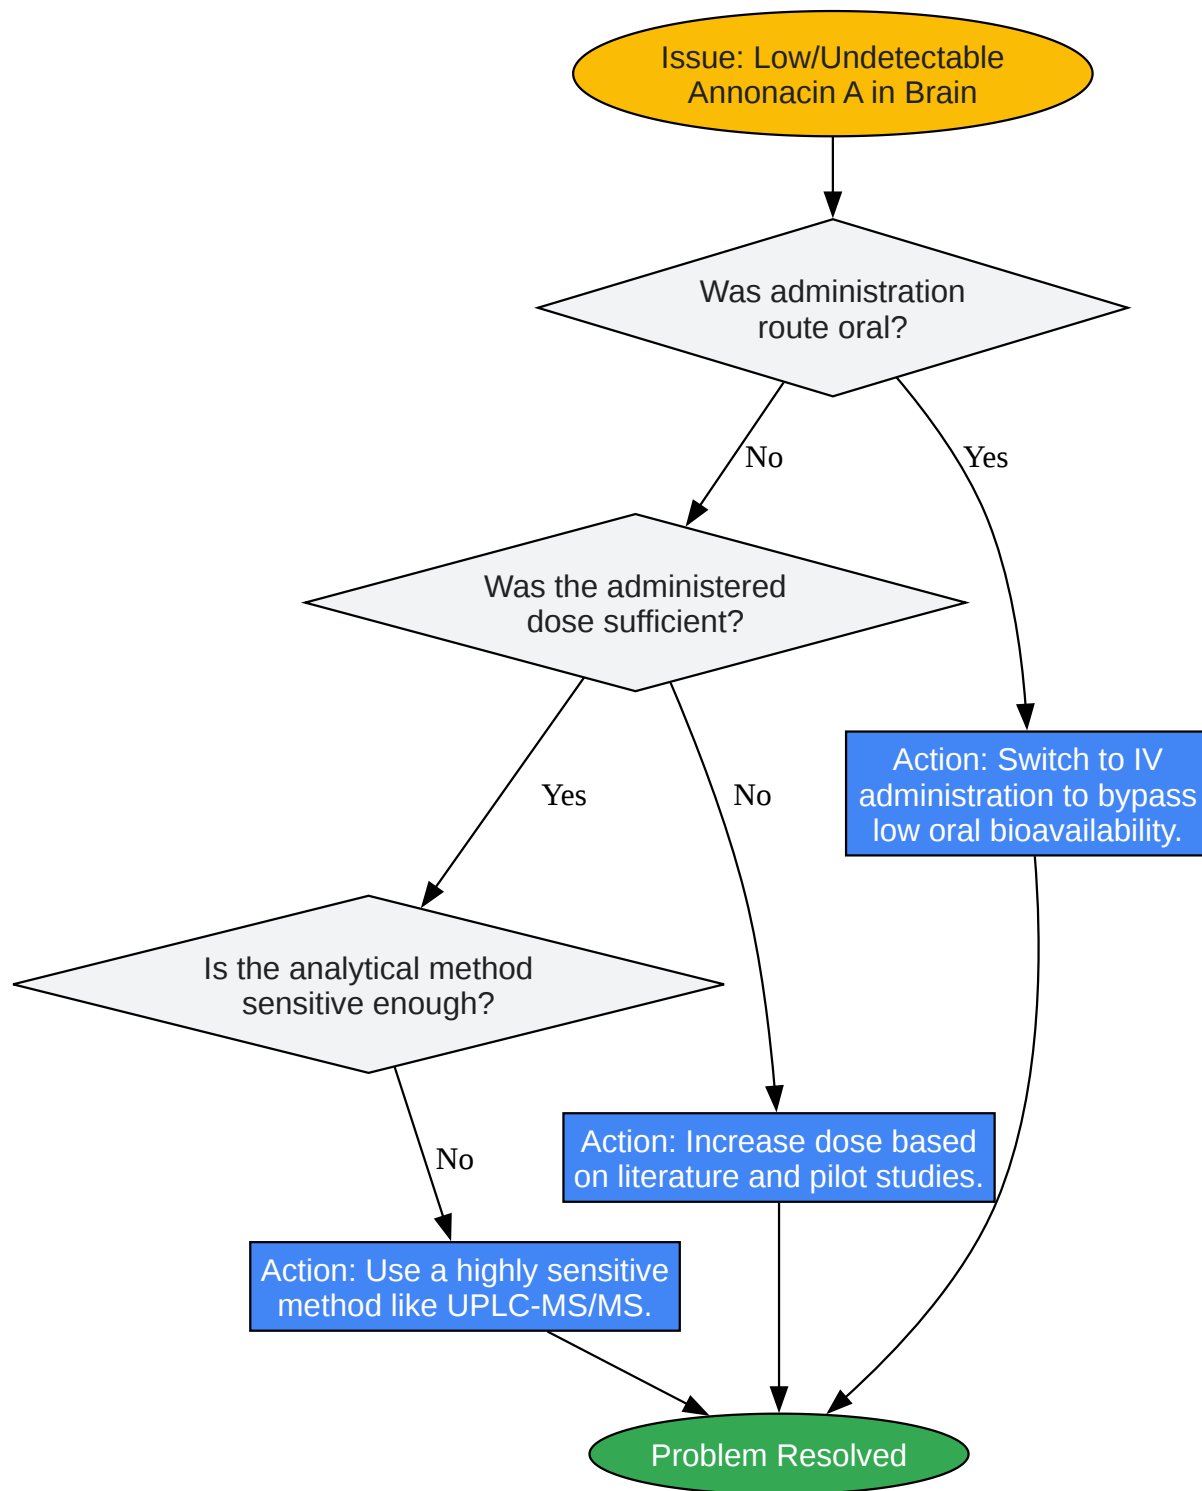 Issue: Low/Undetectable
Annonacin A in Brain
Was administration
route oral?
No
Yes
Was the administered
dose sufficient?
Action: Switch to IV
administration to bypass
low oral bioavailability.
Yes
No
Is the analytical method
sensitive enough?
No
Action: Increase dose based
on literature and pilot studies.
Action: Use a highly sensitive
method like UPLC-MS/MS.
Problem Resolved